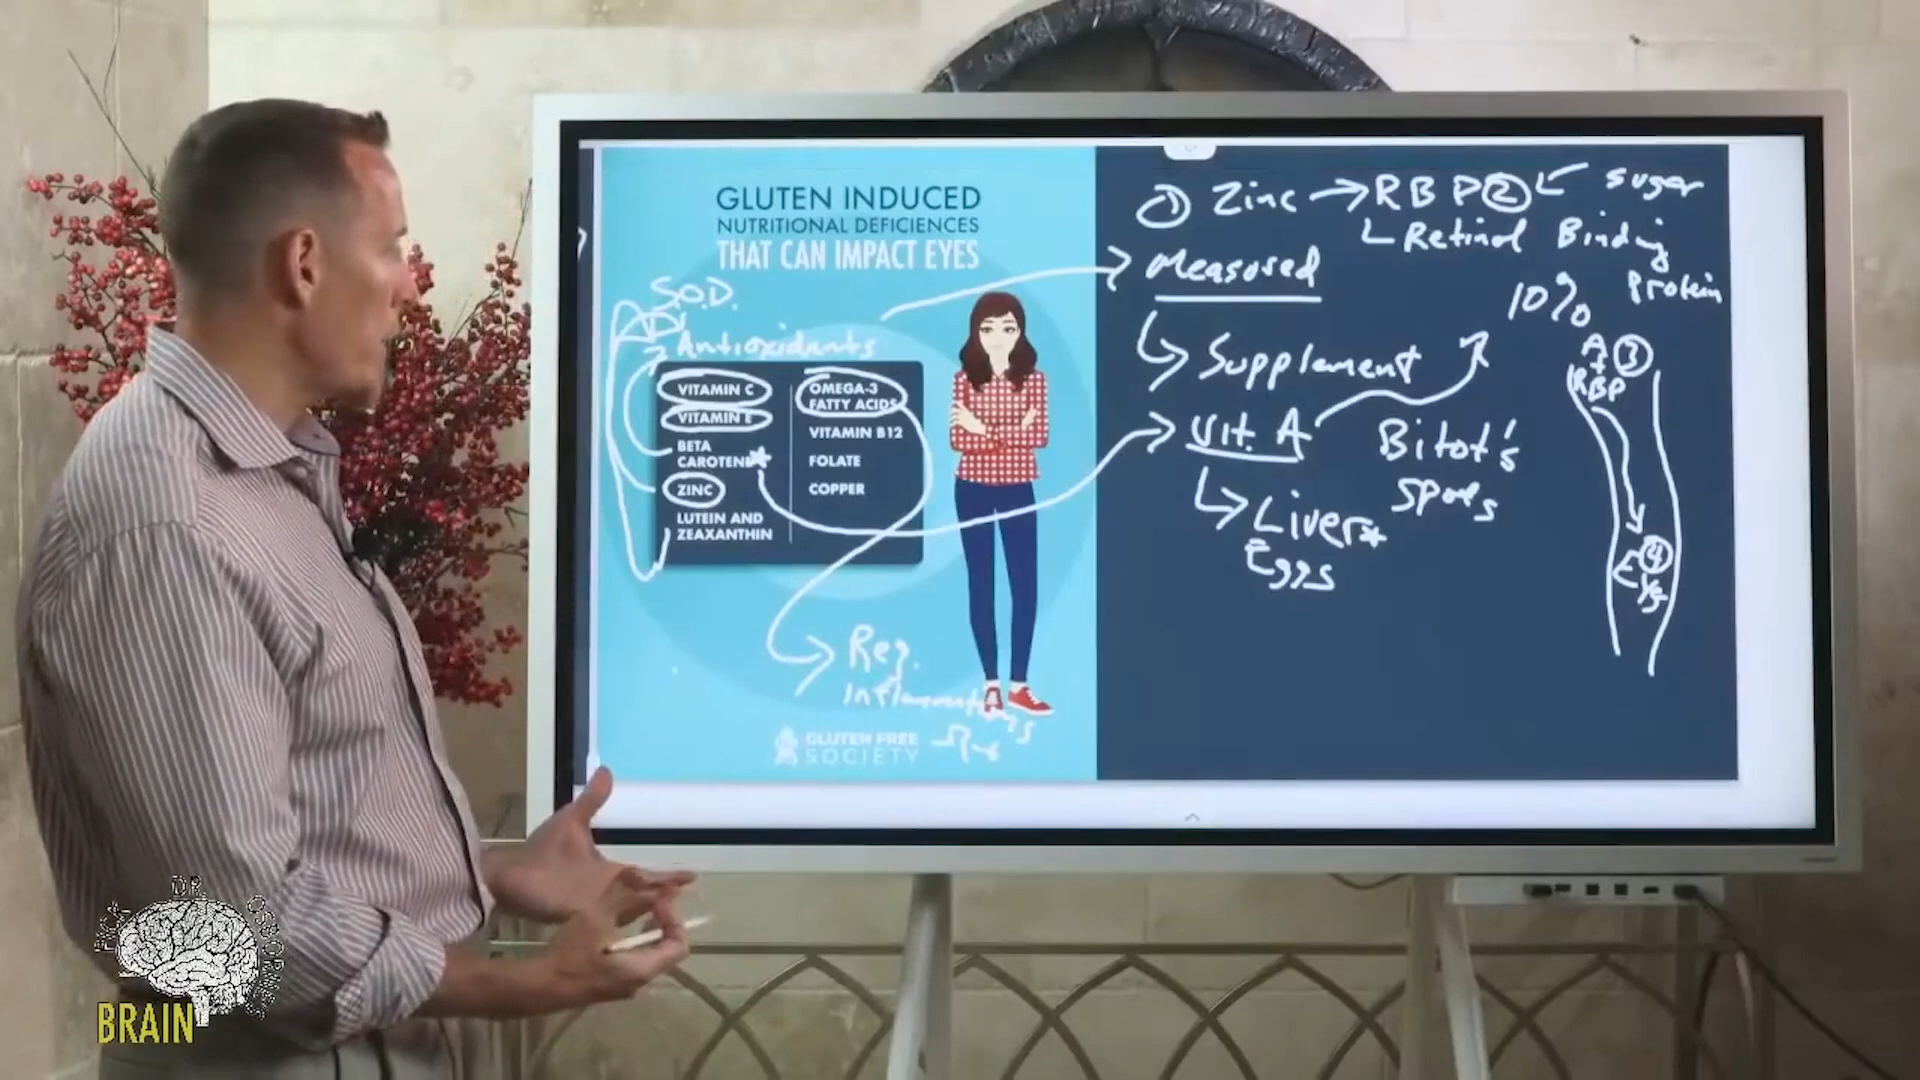 GLUTEN INDUCED
NUTRITIONAL DEFICIENCES
THAT CAN IMPACT EYES
S.O.D.
Antioxidants
VITAMIN C
VITAMIN E
BETA
CAROTENE
ZINC
LUTEIN AND
ZEAXANTHIN
OMEGA-3
FATTY ACIDS
VITAMIN B12
FOLATE
COPPER
Reg.
GLUTEN FREE
SOCIETY
① Zinc → RBP ② ← sugar
Retinol Binding
Protein
Measured
10%
Supplement
A
+ ③
RBP
Vit. A
Bitot's
Spots
Liver*
Eggs
④
Eye
DR.
OSBORNE'S
BRAIN